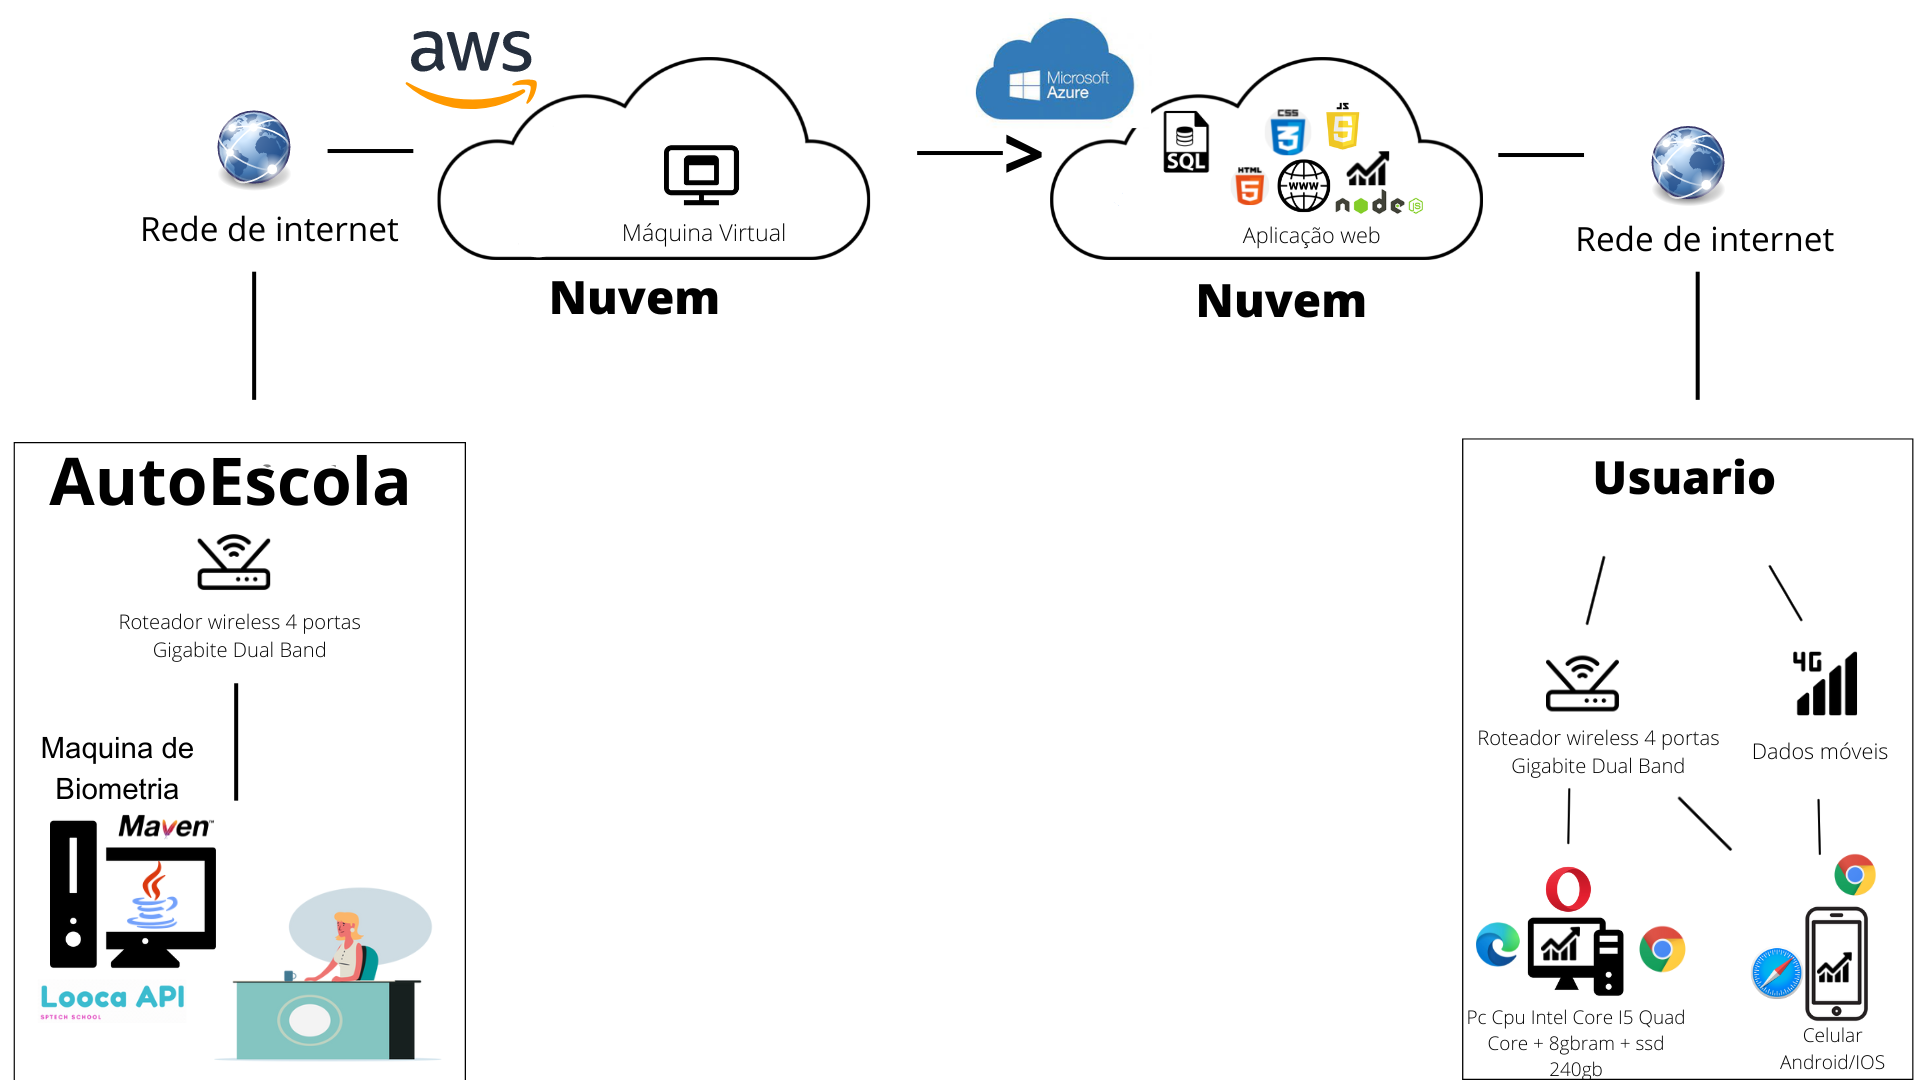 aws
Microsoft
Azure
SQL
CSS
3
JS
5
HTML
5
WWW
node
JS
Rede de internet
Máquina Virtual
Aplicação web
Rede de internet
Nuvem
Nuvem
AutoEscola
Roteador wireless 4 portas
Gigabite Dual Band
Maquina de
Biometria
Maven™
Looca API
SPTECH SCHOOL
Usuario
4G
Roteador wireless 4 portas
Gigabite Dual Band
Dados móveis
Pc Cpu Intel Core I5 Quad
Core + 8gbram + ssd
240gb
Celular
Android/IOS